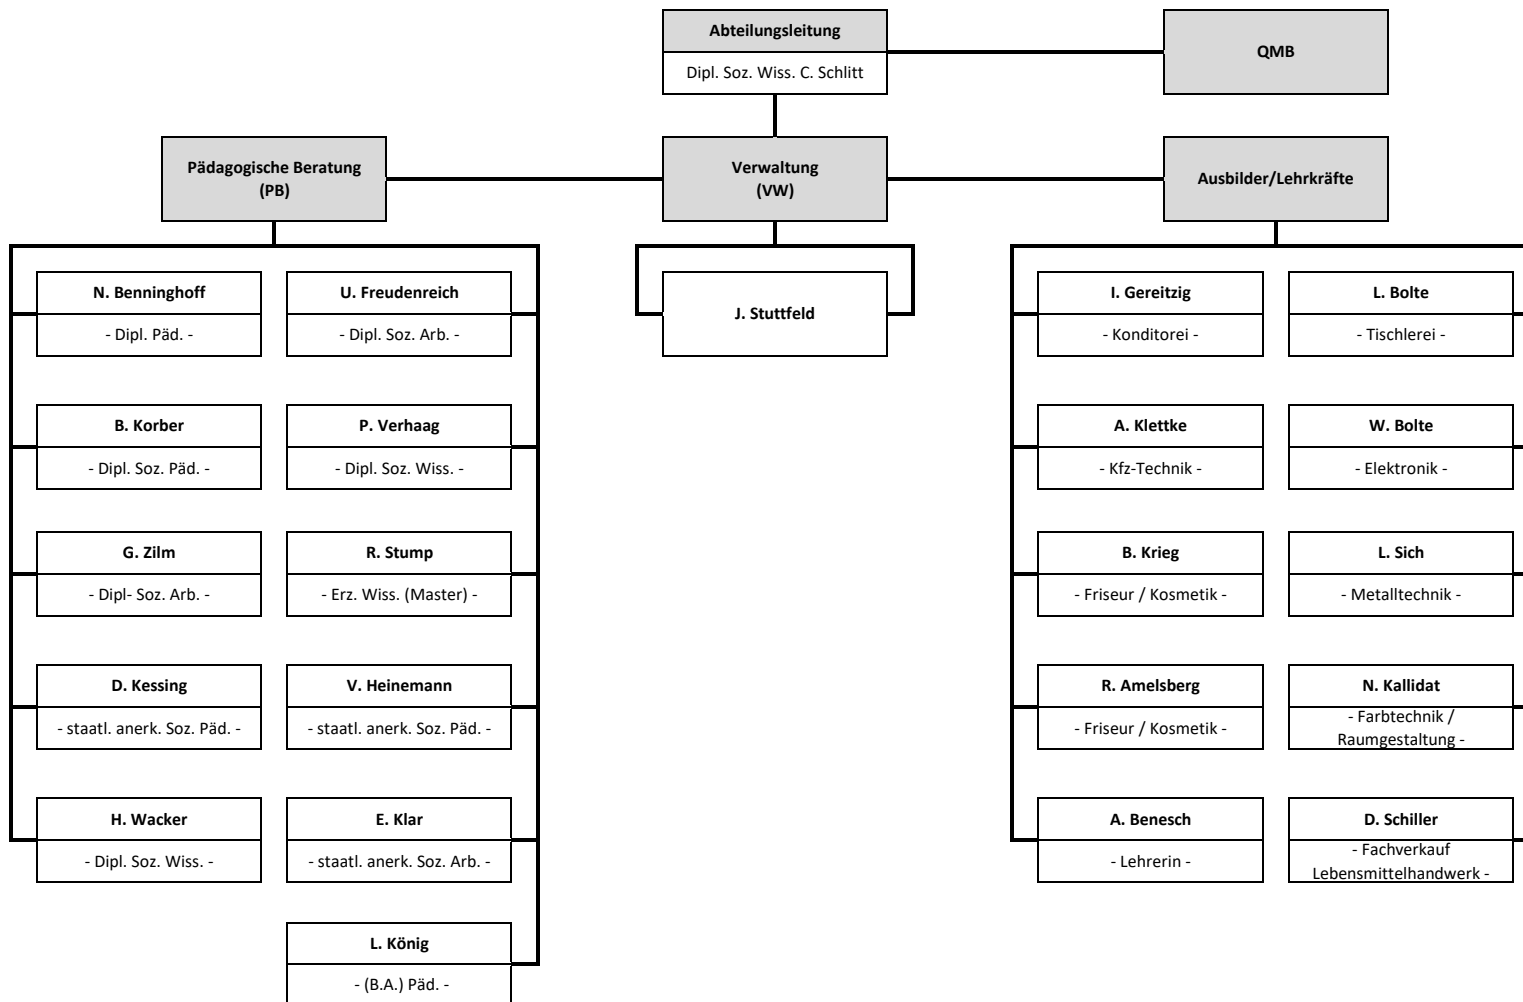 Abteilungsleitung
Dipl. Soz. Wiss. C. Schlitt
QMB
Pädagogische Beratung
(PB)
Verwaltung
(VW)
Ausbilder/Lehrkräfte
N. Benninghoff
- Dipl. Päd. -
U. Freudenreich
- Dipl. Soz. Arb. -
B. Korber
- Dipl. Soz. Päd. -
P. Verhaag
- Dipl. Soz. Wiss. -
G. Zilm
- Dipl- Soz. Arb. -
R. Stump
- Erz. Wiss. (Master) -
D. Kessing
- staatl. anerk. Soz. Päd. -
V. Heinemann
- staatl. anerk. Soz. Päd. -
H. Wacker
- Dipl. Soz. Wiss. -
E. Klar
- staatl. anerk. Soz. Arb. -
L. König
- (B.A.) Päd. -
J. Stuttfeld
I. Gereitzig
- Konditorei -
L. Bolte
- Tischlerei -
A. Klettke
- Kfz-Technik -
W. Bolte
- Elektronik -
B. Krieg
- Friseur / Kosmetik -
L. Sich
- Metalltechnik -
R. Amelsberg
- Friseur / Kosmetik -
N. Kallidat
- Farbtechnik /
Raumgestaltung -
A. Benesch
- Lehrerin -
D. Schiller
- Fachverkauf
Lebensmittelhandwerk -